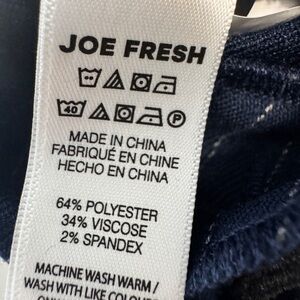 JOE FRESH
40 P
MADE IN CHINA
FABRIQUÉ EN CHINE
HECHO EN CHINA
64% POLYESTER
34% VISCOSE
2% SPANDEX
MACHINE WASH WARM /
WASH WITH LIKE COLOURS